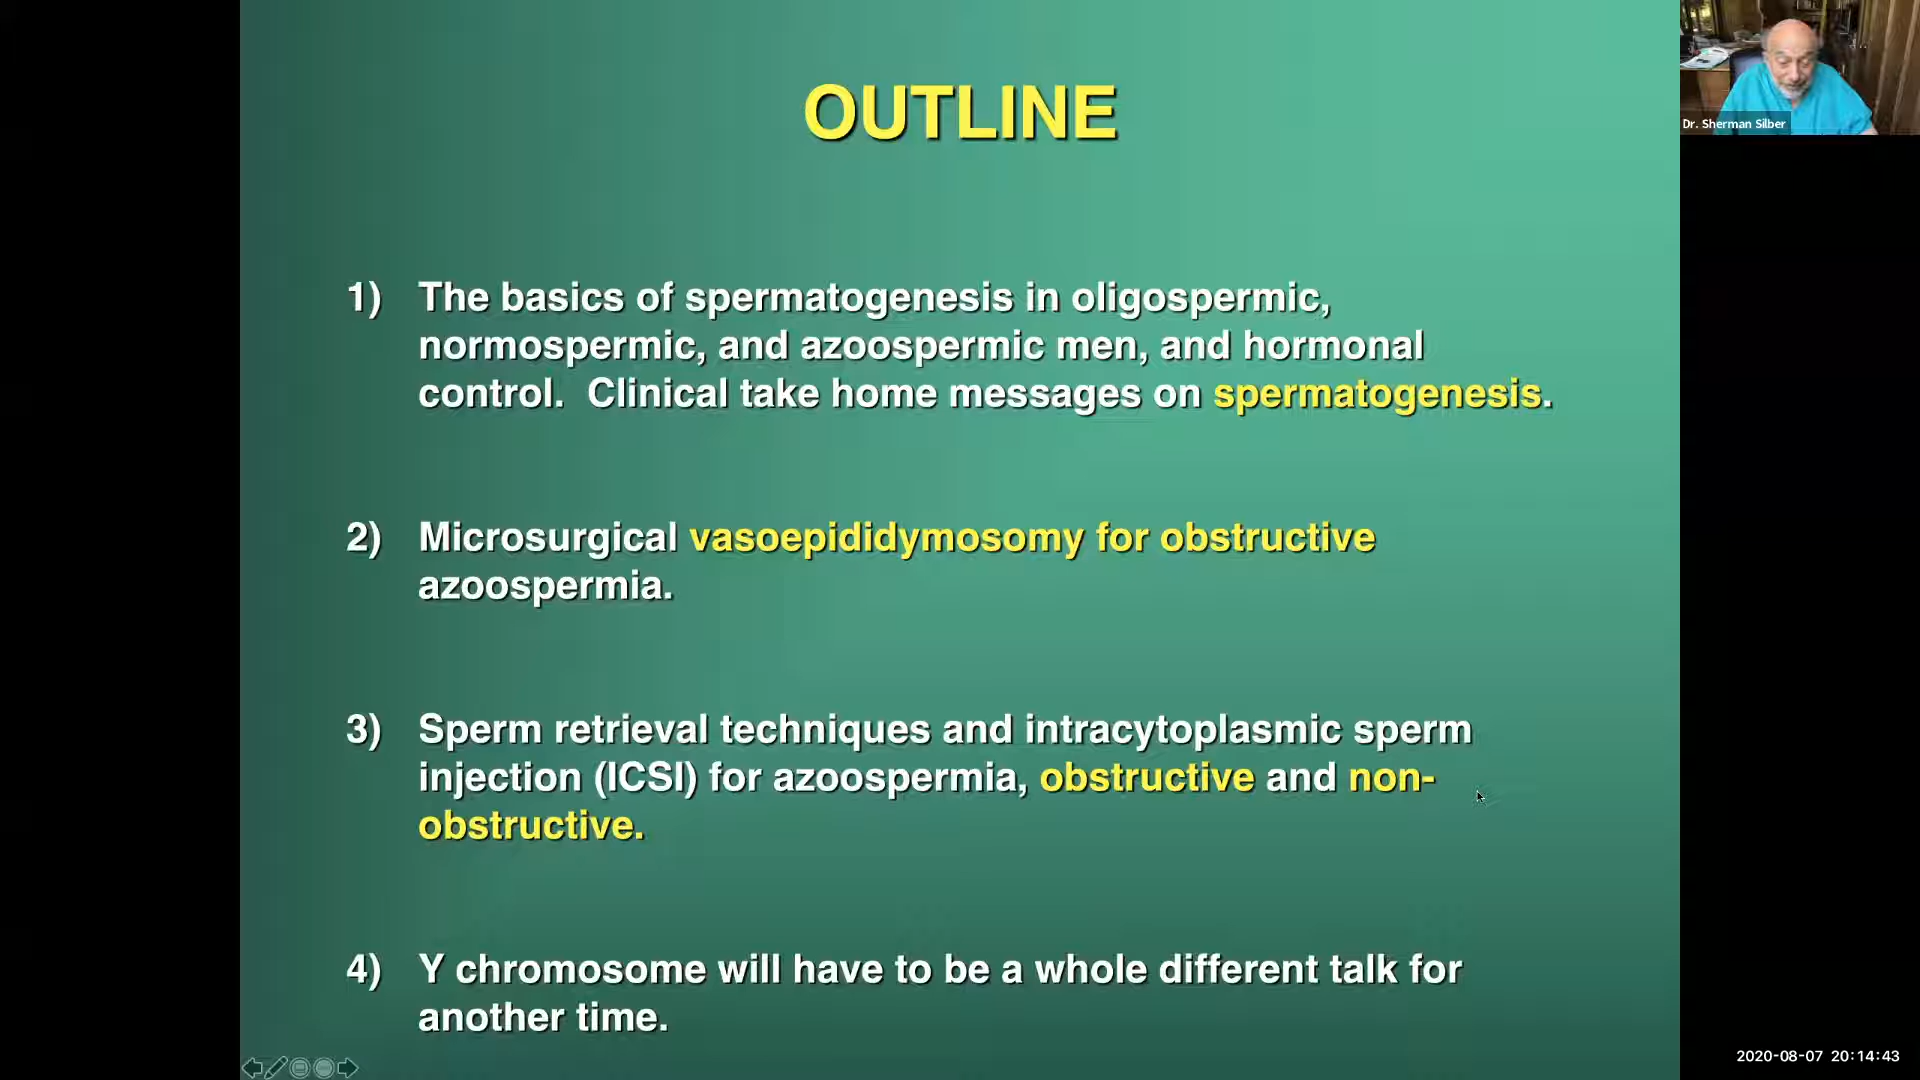 OUTLINE
1) The basics of spermatogenesis in oligospermic,
normospermic, and azoospermic men, and hormonal
control. Clinical take home messages on spermatogenesis.
2) Microsurgical vasoepididymosomy for obstructive
azoospermia.
3) Sperm retrieval techniques and intracytoplasmic sperm
injection (ICSI) for azoospermia, obstructive and non-
obstructive.
4) Y chromosome will have to be a whole different talk for
another time.
Dr. Sherman Silber
2020-08-07 20:14:43